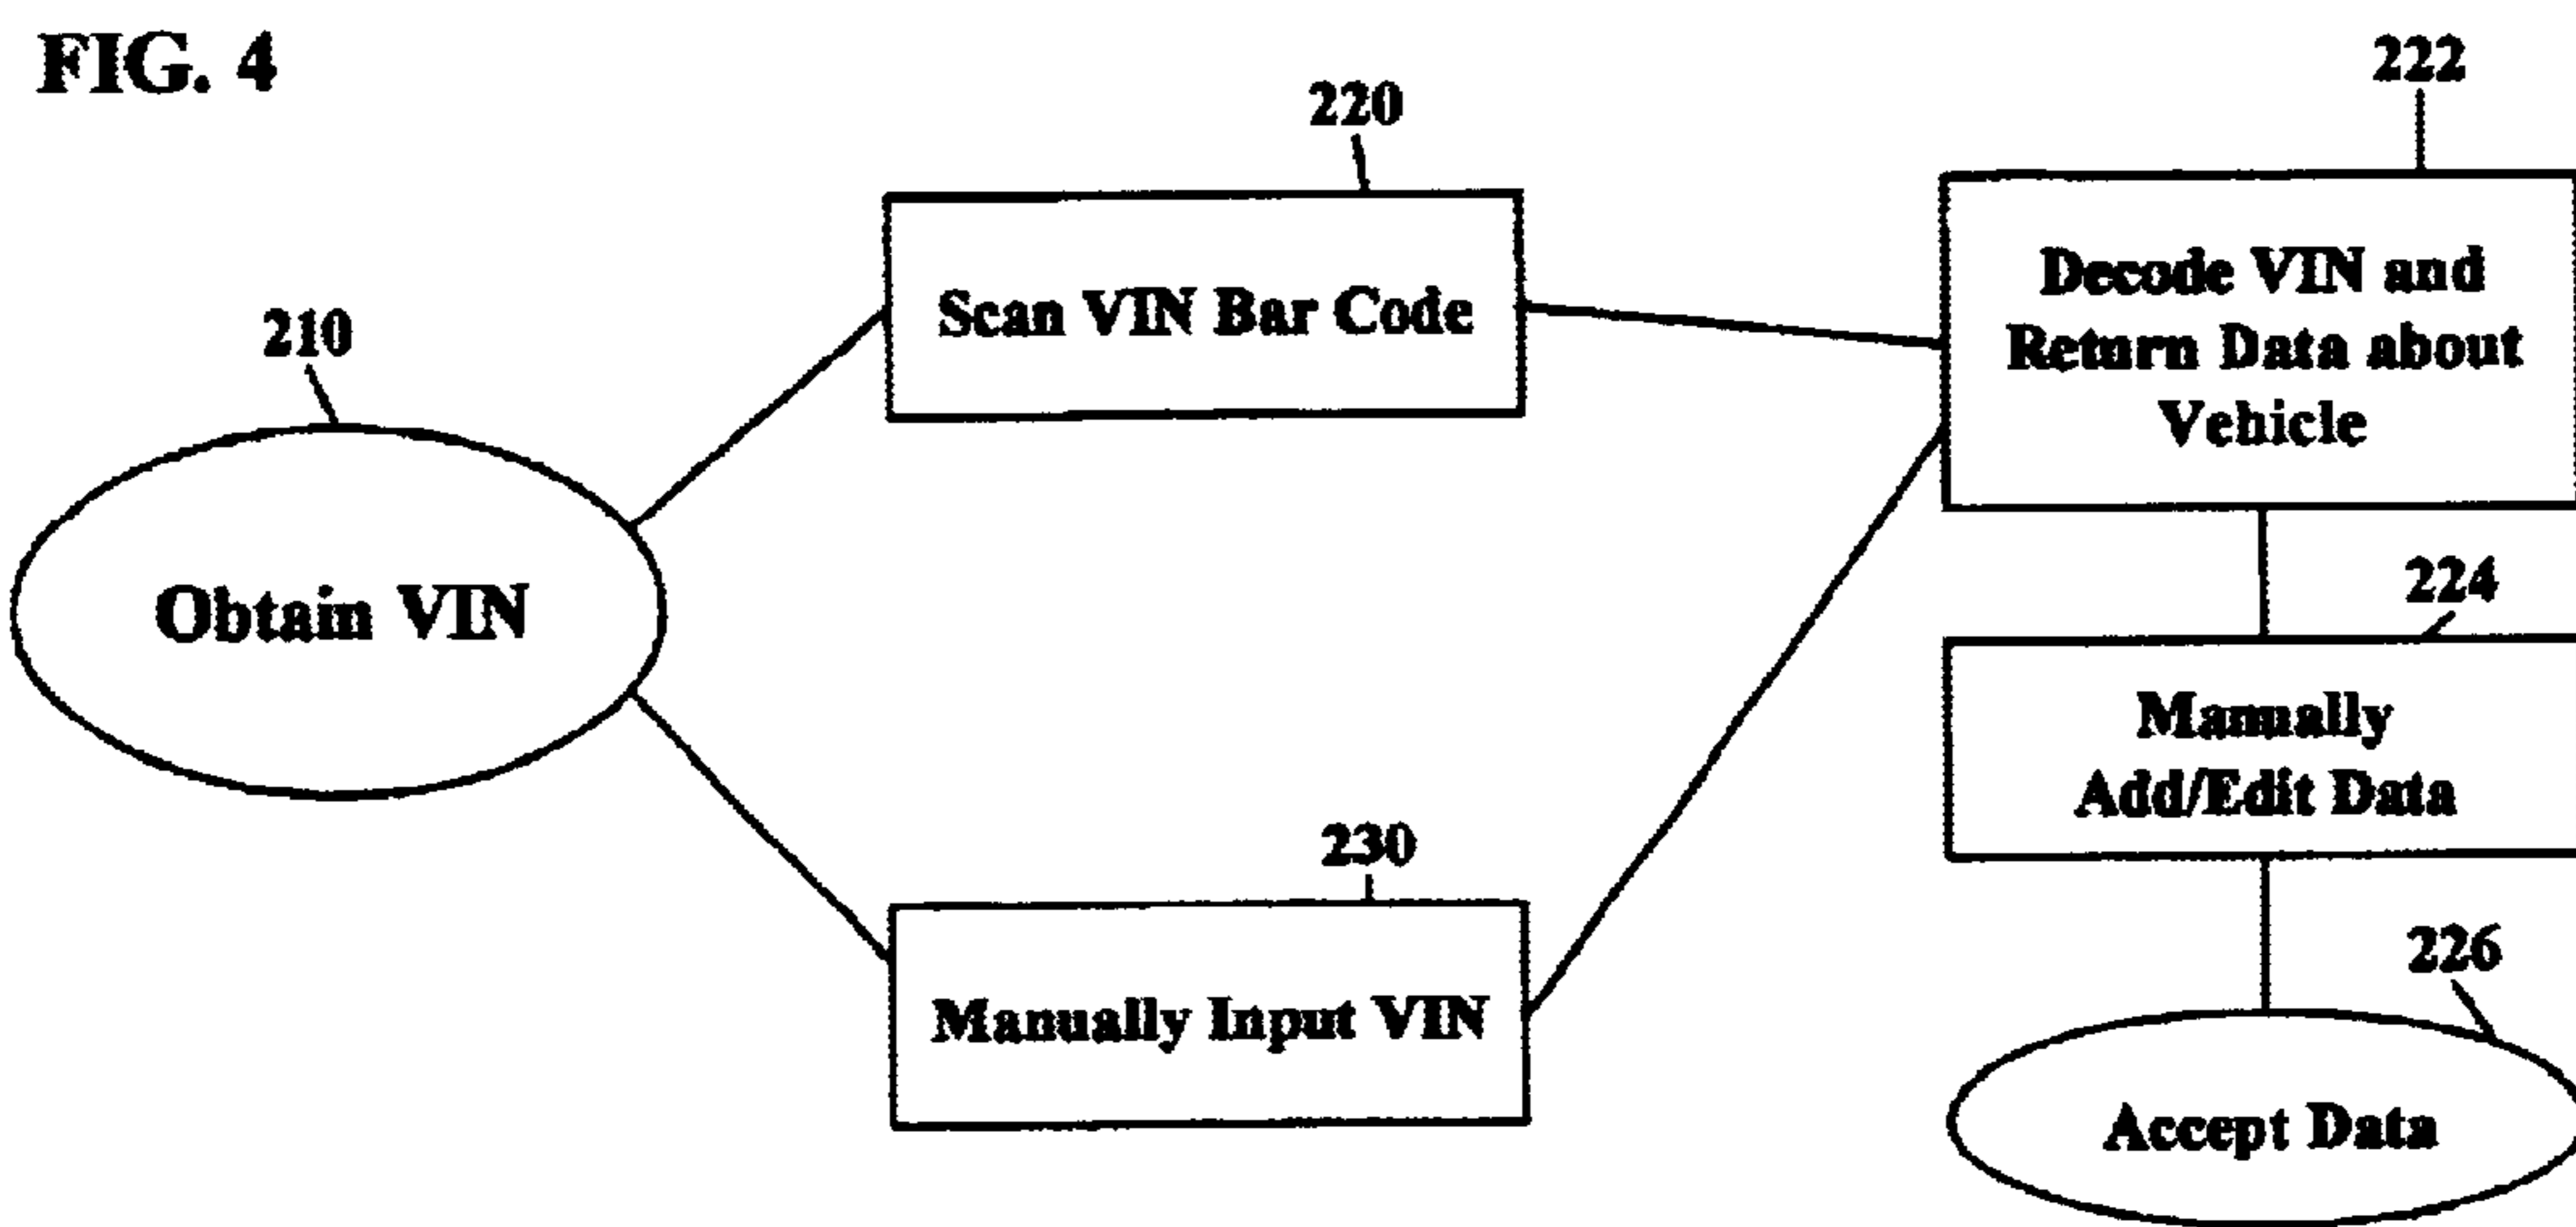 FIG. 4
210
Obtain VIN
220
Scan VIN Bar Code
230
Manually Input VIN
222
Decode VIN and
Return Data about
Vehicle
224
Manually
Add/Edit Data
226
Accept Data